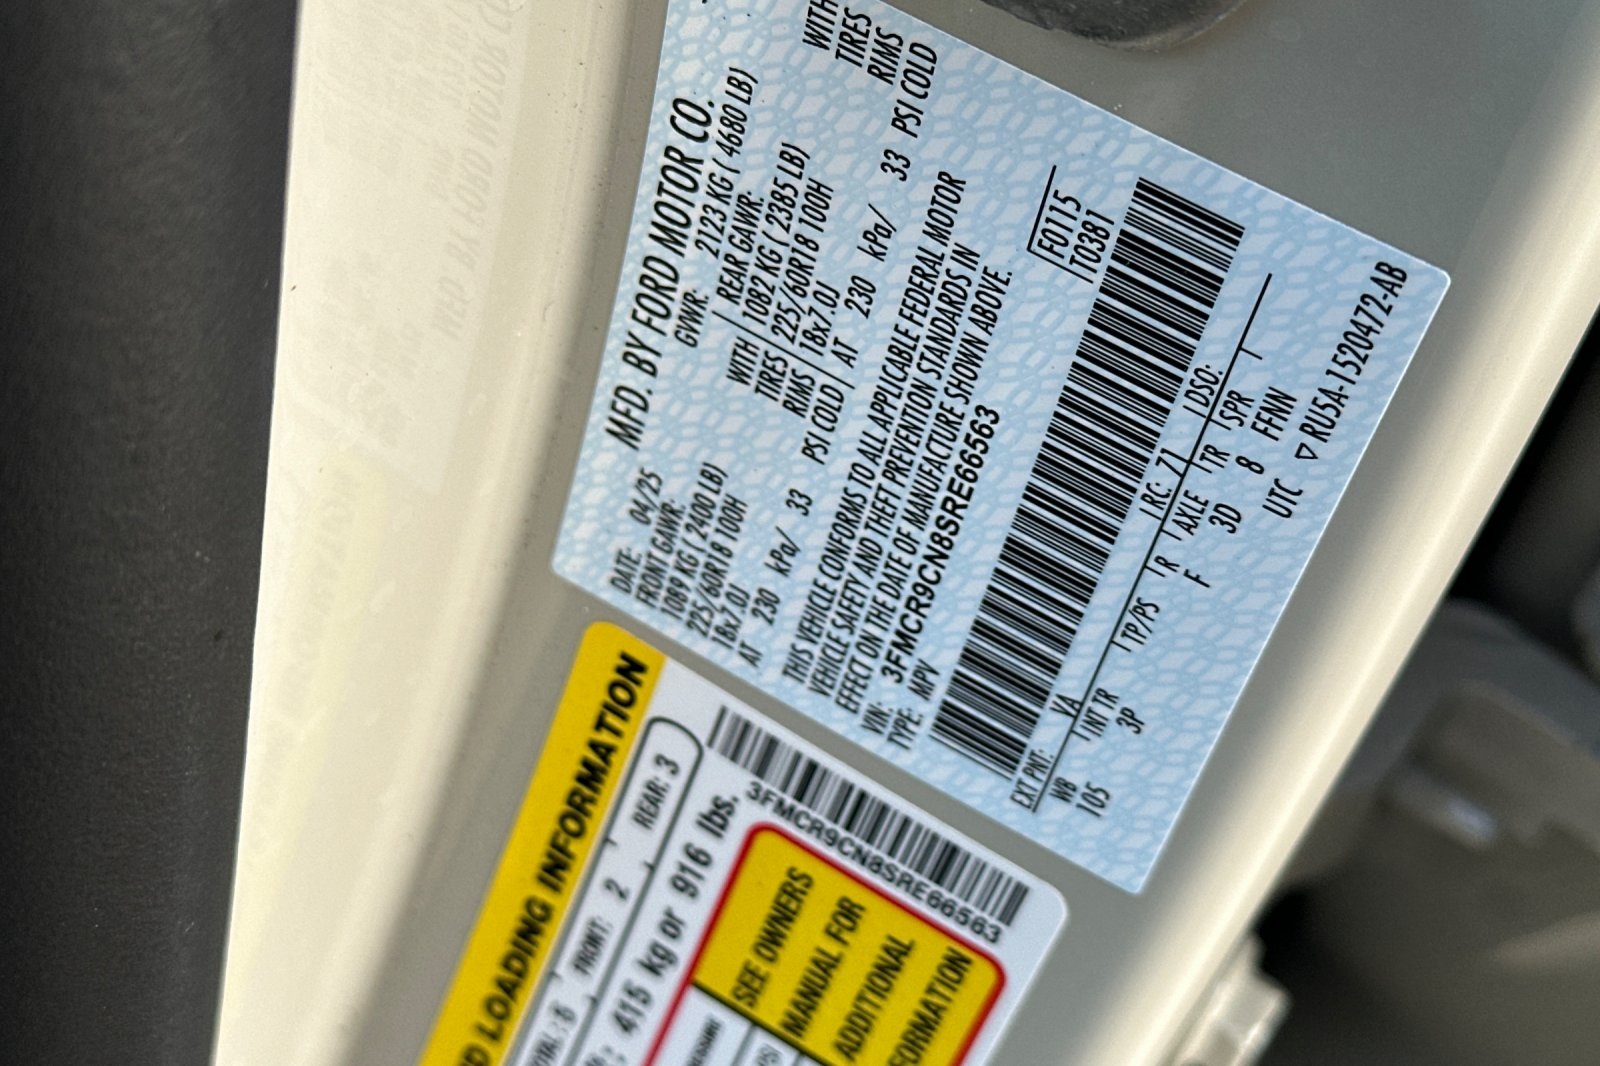 MFD. BY FORD MOTOR CO.
DATE: 04/25 GVWR: 2123 KG ( 4680 LB)
FRONT GAWR: REAR GAWR:
1089 KG ( 2400 LB) WITH 1082 KG ( 2385 LB) WITH
225/60R18 100H TIRES 225/60R18 100H TIRES
18x7.0J RIMS 18x7.0J RIMS
AT 230 kPa/ 33 PSI COLD AT 230 kPa/ 33 PSI COLD
THIS VEHICLE CONFORMS TO ALL APPLICABLE FEDERAL MOTOR
VEHICLE SAFETY AND THEFT PREVENTION STANDARDS IN
EFFECT ON THE DATE OF MANUFACTURE SHOWN ABOVE.
VIN: 3FMCR9CN8SRE66563
TYPE: MPV
F0115
T0381
EXT PNT: YA RC: 71 DSO:
WB INT TR TP/PS R AXLE TR SPR
105 3P F 3D 8 FFNN
UTC ▽ RU5A-1520472-AB
LOADING INFORMATION
FRONT: 2 REAR: 3
415 kg or 916 lbs.
3FMCR9CN8SRE66563
SEE OWNERS
MANUAL FOR
ADDITIONAL